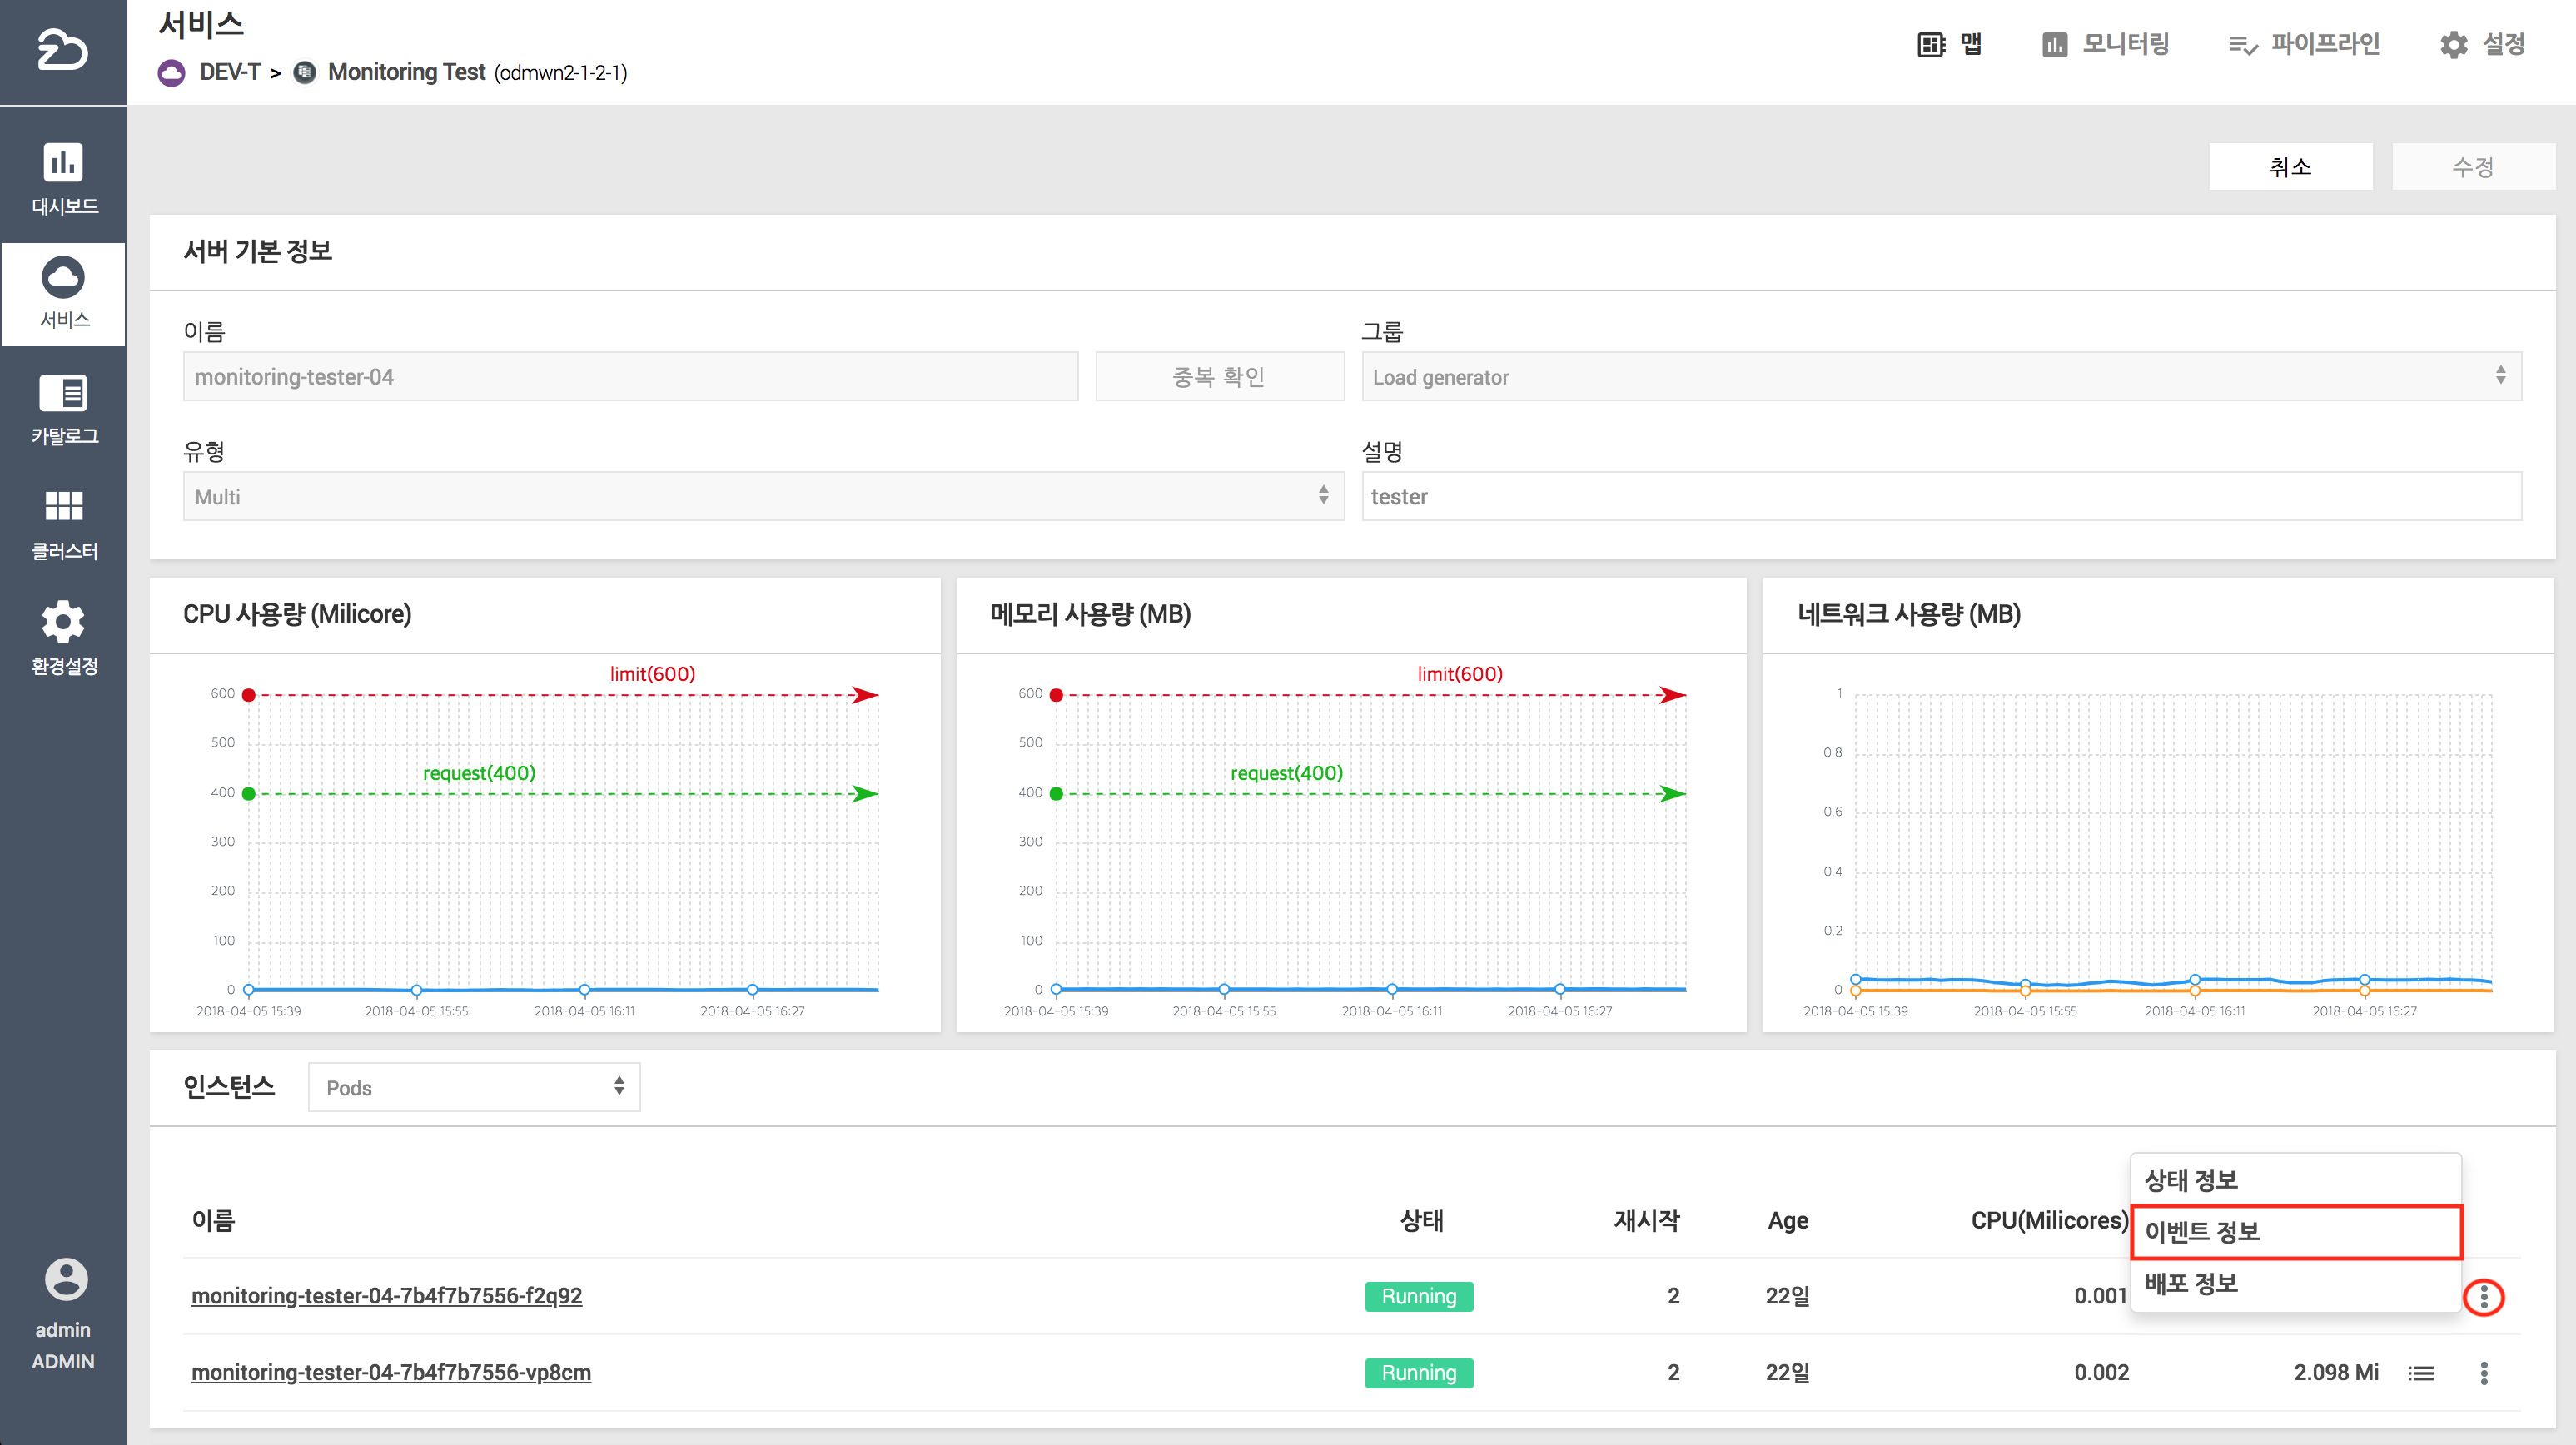 서비스
DEV-T > Monitoring Test (odmwn2-1-2-1)
맵
모니터링
파이프라인
설정
대시보드
서비스
카탈로그
클러스터
환경설정
admin
ADMIN
취소
수정
서버 기본 정보
이름
monitoring-tester-04
중복 확인
그룹
Load generator
유형
Multi
설명
tester
CPU 사용량 (Milicore)
limit(600)
600
500
request(400)
400
300
200
100
0
2018-04-05 15:39
2018-04-05 15:55
2018-04-05 16:11
2018-04-05 16:27
메모리 사용량 (MB)
limit(600)
600
500
request(400)
400
300
200
100
0
2018-04-05 15:39
2018-04-05 15:55
2018-04-05 16:11
2018-04-05 16:27
네트워크 사용량 (MB)
1
0.8
0.6
0.4
0.2
0
2018-04-05 15:39
2018-04-05 15:55
2018-04-05 16:11
2018-04-05 16:27
인스턴스
Pods
상태 정보
이벤트 정보
배포 정보
이름 상태 재시작 Age CPU(Milicores)
monitoring-tester-04-7b4f7b7556-f2q92 Running 2 22일 0.001
monitoring-tester-04-7b4f7b7556-vp8cm Running 2 22일 0.002 2.098 Mi